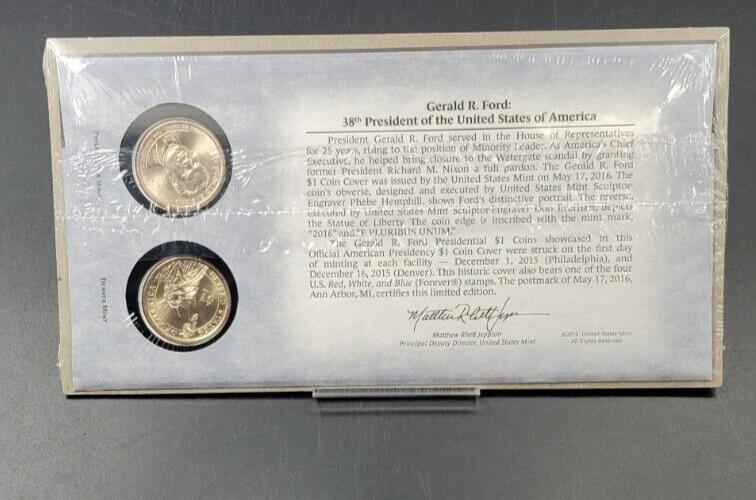 Gerald R. Ford:
38th President of the United States of America
President Gerald R. Ford served in the House of Representatives
for 25 years, rising to the position of Minority Leader. As America's Chief
Executive, he helped bring closure to the Watergate scandal by granting
former President Richard M. Nixon a full pardon. The Gerald R. Ford
$1 Coin Cover was issued by the United States Mint on May 17, 2016. The
coin's obverse, designed and executed by United States Mint Sculptor-
Engraver Phebe Hemphill, shows Ford's distinctive portrait. The reverse,
executed by United States Mint Sculptor-Engraver Don Everhart, depicts
the Statue of Liberty. The coin edge is inscribed with the mint mark,
"2016" and "E PLURIBUS UNUM."
The Gerald R. Ford Presidential $1 Coins showcased in this
Official American Presidency $1 Coin Cover were struck on the first day
of minting at each facility — December 1, 2015 (Philadelphia), and
December 16, 2015 (Denver). This historic cover also bears one of the four
U.S. Red, White, and Blue (Forever®) stamps. The postmark of May 17, 2016,
Ann Arbor, MI, certifies this limited edition.
Matthew Rhett Jeppson
Principal Deputy Director, United States Mint
©2016, United States Mint
All Rights Reserved
Denver Mint